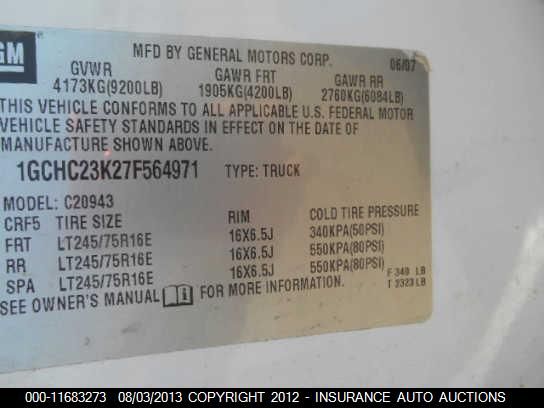 GM
MFD BY GENERAL MOTORS CORP.
06/07
GVWR GAWR FRT GAWR RR
4173KG(9200LB) 1905KG(4200LB) 2760KG(6084LB)
THIS VEHICLE CONFORMS TO ALL APPLICABLE U.S. FEDERAL MOTOR
VEHICLE SAFETY STANDARDS IN EFFECT ON THE DATE OF
MANUFACTURE SHOWN ABOVE.
1GCHC23K27F564971 TYPE: TRUCK
MODEL: C20943
CRF5 TIRE SIZE RIM COLD TIRE PRESSURE
FRT LT245/75R16E 16X6.5J 340KPA(50PSI)
RR LT245/75R16E 16X6.5J 550KPA(80PSI)
SPA LT245/75R16E 16X6.5J 550KPA(80PSI)
SEE OWNER'S MANUAL FOR MORE INFORMATION.
F 349 LB
T 2323 LB
000-11683273 08/03/2013 COPYRIGHT 2012 - INSURANCE AUTO AUCTIONS